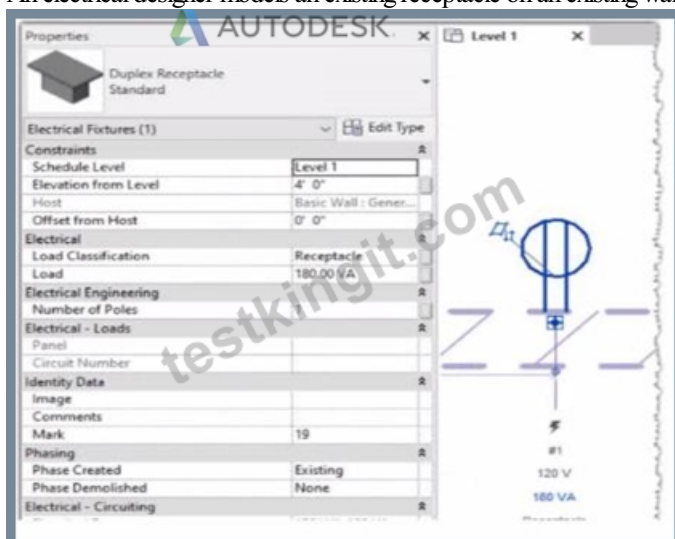 An electrical designer models an existing receptacle on an existing wal
AUTODESK.
Properties
Level 1
Duplex Receptacle
Standard
Electrical Fixtures (1)
Edit Type
Constraints
Schedule Level Level 1
Elevation from Level 4' 0"
Host Basic Wall : Gener...
Offset from Host 0' 0"
Electrical
Load Classification Receptacle
Load 180.00 VA
Electrical Engineering
Number of Poles 1
Electrical - Loads
Panel
Circuit Number
Identity Data
Image
Comments
Mark 19
Phasing
Phase Created Existing
Phase Demolished None
Electrical - Circuiting
#1
120 V
180 VA
testkingit.com